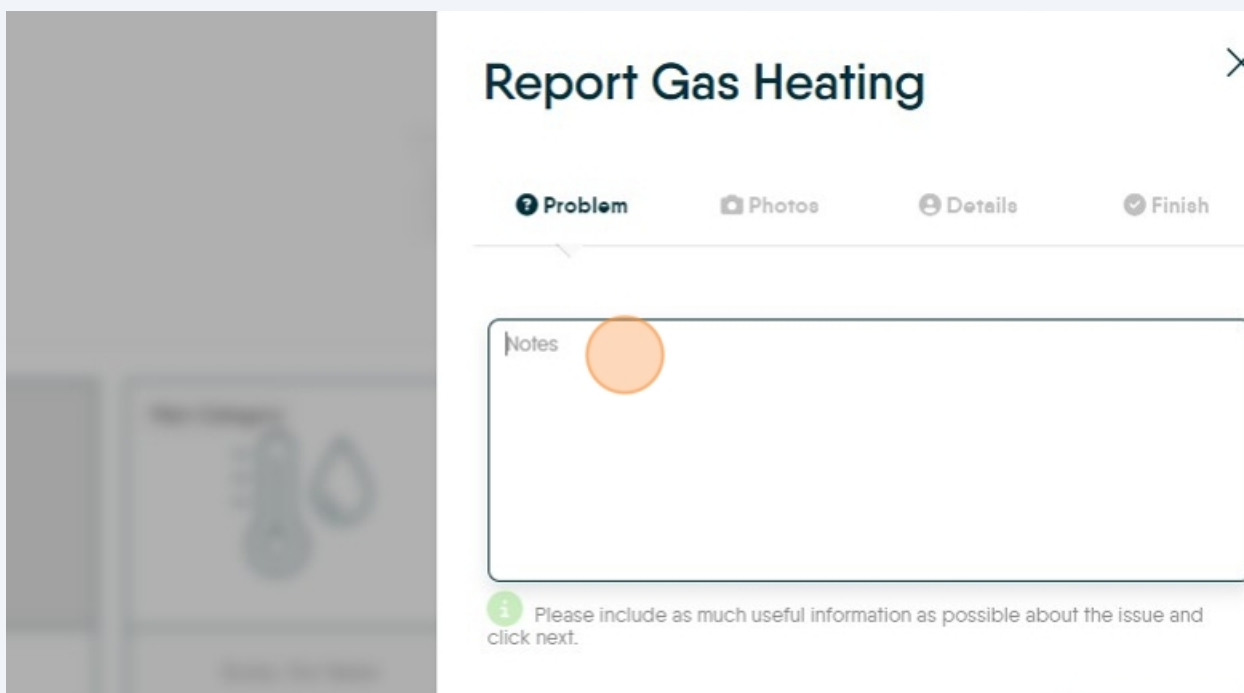 Report Gas Heating
Problem Photos Details Finish
Notes
Please include as much useful information as possible about the issue and
click next.